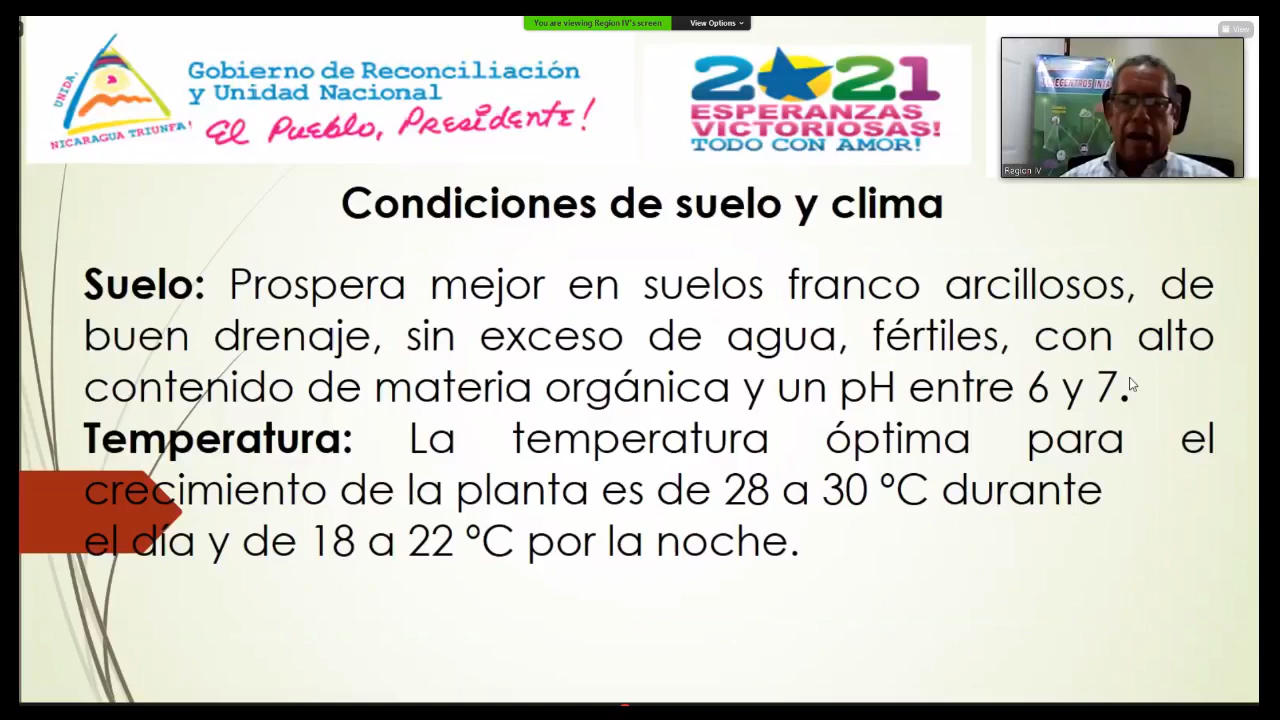 You are viewing Region IV's screen
View Options
View
UNIDA,
NICARAGUA TRIUNFA!
Gobierno de Reconciliación
y Unidad Nacional
El Pueblo, Presidente!
2021
ESPERANZAS
VICTORIOSAS!
TODO CON AMOR!
Region IV
Condiciones de suelo y clima
Suelo: Prospera mejor en suelos franco arcillosos, de
buen drenaje, sin exceso de agua, fértiles, con alto
contenido de materia orgánica y un pH entre 6 y 7.
Temperatura: La temperatura óptima para el
crecimiento de la planta es de 28 a 30 ºC durante
el día y de 18 a 22 ºC por la noche.